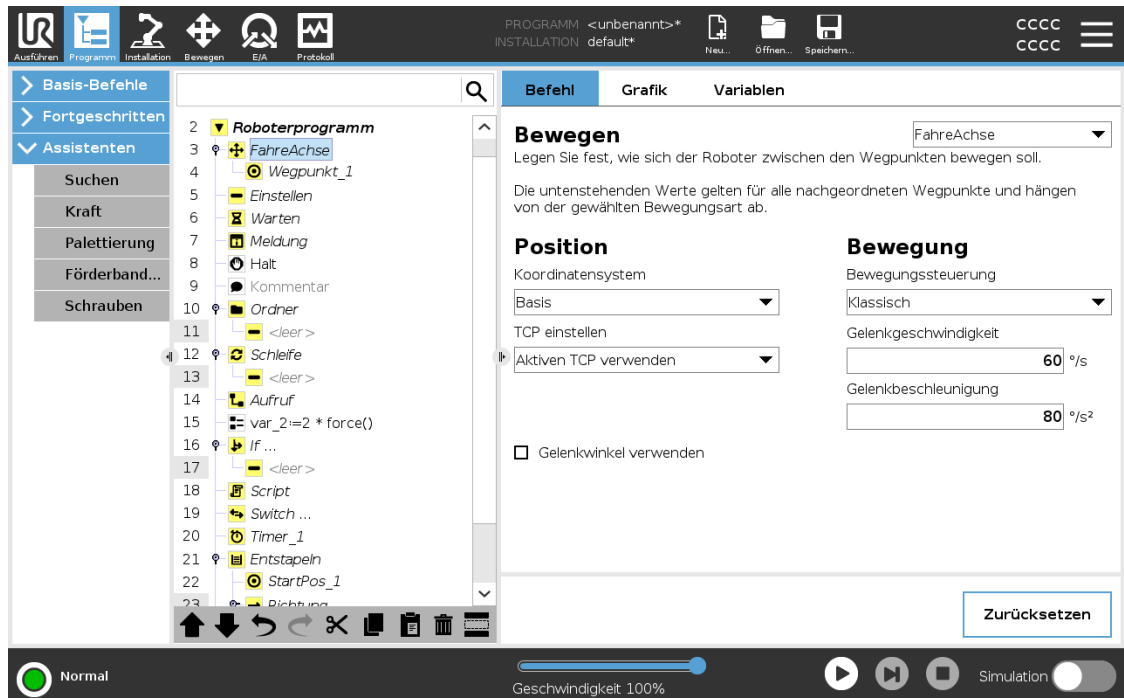 PROGRAMM <unbenannt>*
INSTALLATION default*
Ausführen Programm Installation Bewegen E/A Protokoll
Neu... Öffnen... Speichern...
CCCC
CCCC
Basis-Befehle
Fortgeschritten
Assistenten
Suchen
Kraft
Palettierung
Förderband...
Schrauben
2 Roboterprogramm
3 FahreAchse
4 Wegpunkt_1
5 Einstellen
6 Warten
7 Meldung
8 Halt
9 Kommentar
10 Ordner
11 <leer>
12 Schleife
13 <leer>
14 Aufruf
15 var_2:=2 * force()
16 If ...
17 <leer>
18 Script
19 Switch ...
20 Timer_1
21 Entstapeln
22 StartPos_1
23 Richtung
Befehl Grafik Variablen
Bewegen
FahreAchse
Legen Sie fest, wie sich der Roboter zwischen den Wegpunkten bewegen soll.
Die untenstehenden Werte gelten für alle nachgeordneten Wegpunkte und hängen
von der gewählten Bewegungsart ab.
Position
Koordinatensystem
Basis
TCP einstellen
Aktiven TCP verwenden
Gelenkwinkel verwenden
Bewegung
Bewegungssteuerung
Klassisch
Gelenkgeschwindigkeit
60 °/s
Gelenkbeschleunigung
80 °/s²
Zurücksetzen
Normal
Geschwindigkeit 100%
Simulation